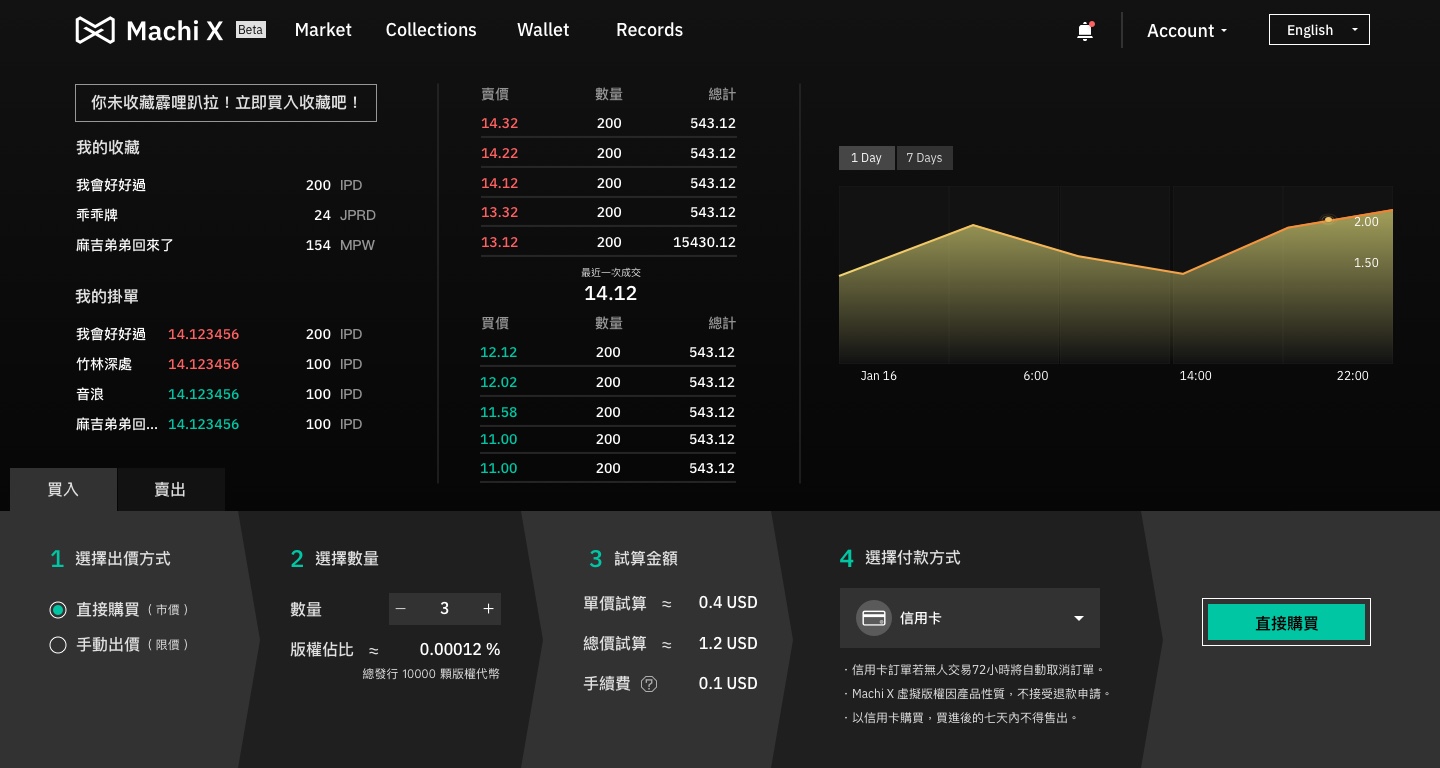 Machi X Beta Market Collections Wallet Records Account English
你未收藏霹哩趴拉！立即買入收藏吧！
我的收藏
我會好好過 200 IPD
乖乖牌 24 JPRD
麻吉弟弟回來了 154 MPW
我的掛單
我會好好過 14.123456 200 IPD
竹林深處 14.123456 100 IPD
音浪 14.123456 100 IPD
麻吉弟弟回... 14.123456 100 IPD
賣價 數量 總計
14.32 200 543.12
14.22 200 543.12
14.12 200 543.12
13.32 200 543.12
13.12 200 15430.12
最近一次成交
14.12
買價 數量 總計
12.12 200 543.12
12.02 200 543.12
11.58 200 543.12
11.00 200 543.12
11.00 200 543.12
1 Day 7 Days
2.00
1.50
Jan 16 6:00 14:00 22:00
買入 賣出
1 選擇出價方式
直接購買（市價）
手動出價（限價）
2 選擇數量
數量 − 3 +
版權佔比 ≈ 0.00012 %
總發行 10000 顆版權代幣
3 試算金額
單價試算 ≈ 0.4 USD
總價試算 ≈ 1.2 USD
手續費 ? 0.1 USD
4 選擇付款方式
信用卡
· 信用卡訂單若無人交易72小時將自動取消訂單。
· Machi X 虛擬版權因產品性質，不接受退款申請。
· 以信用卡購買，買進後的七天內不得售出。
直接購買